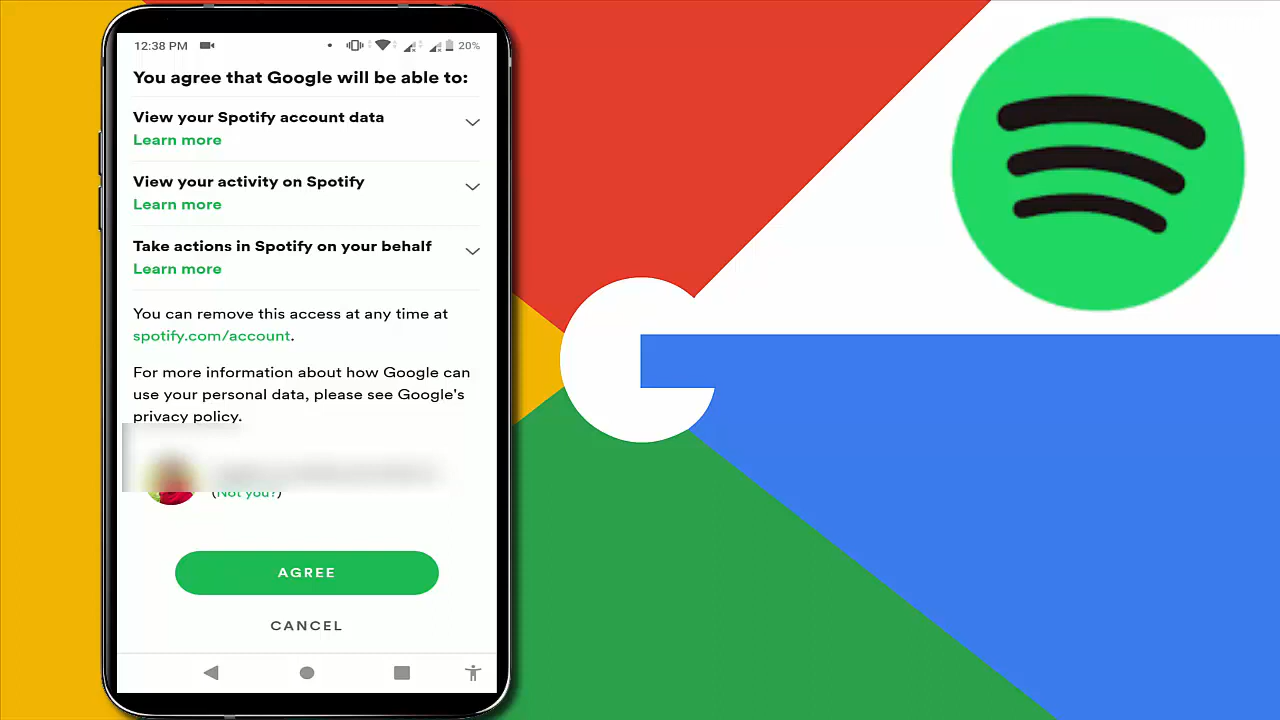 12:38 PM
20%
You agree that Google will be able to:
View your Spotify account data
Learn more
View your activity on Spotify
Learn more
Take actions in Spotify on your behalf
Learn more
You can remove this access at any time at
spotify.com/account.
For more information about how Google can
use your personal data, please see Google's
privacy policy.
(Not you?)
AGREE
CANCEL